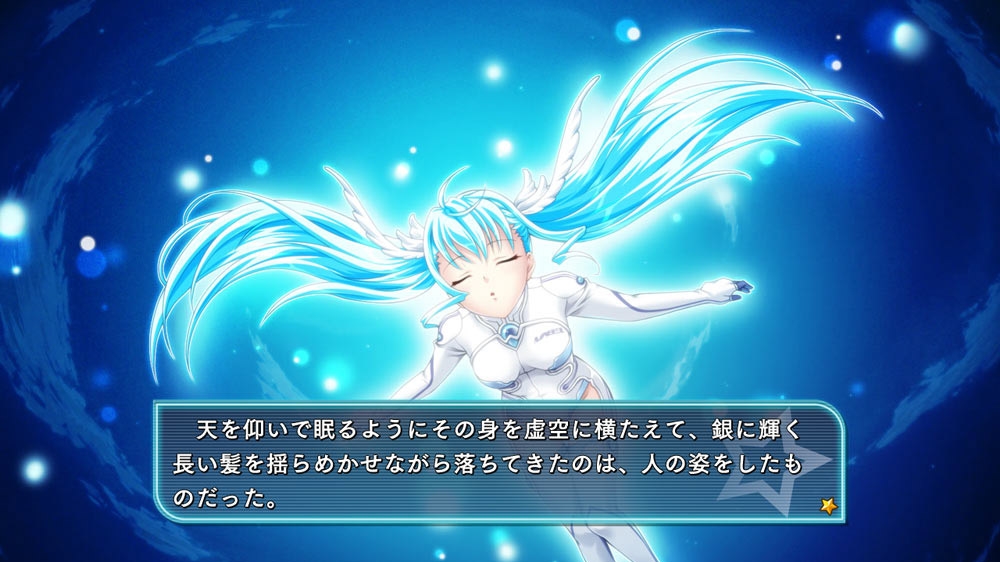 天を仰いで眠るようにその身を虚空に横たえて、銀に輝く
長い髪を揺らめかせながら落ちてきたのは、人の姿をしたも
のだった。